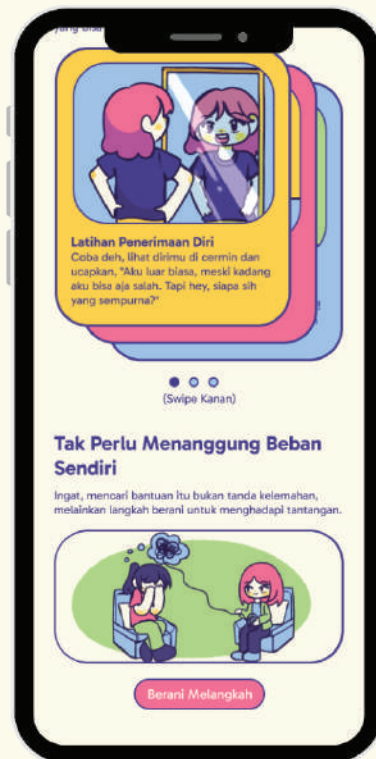 yang bisa
Latihan Penerimaan Diri
Coba deh, lihat dirimu di cermin dan
ucapkan, "Aku luar biasa, meski kadang
aku bisa aja salah. Tapi hey, siapa sih
yang sempurna?"
(Swipe Kanan)
Tak Perlu Menanggung Beban
Sendiri
Ingat, mencari bantuan itu bukan tanda kelemahan,
melainkan langkah berani untuk menghadapi tantangan.
Berani Melangkah